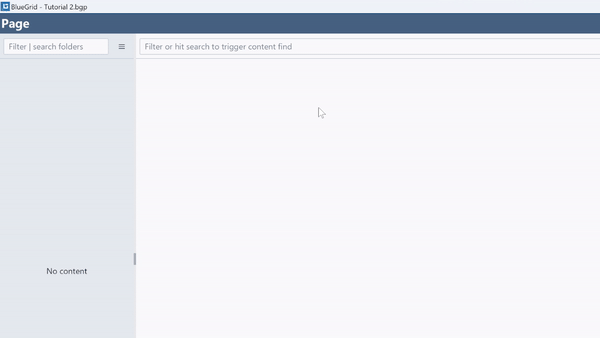 BlueGrid - Tutorial 2.bgp
Page
Filter | search folders
Filter or hit search to trigger content find
No content